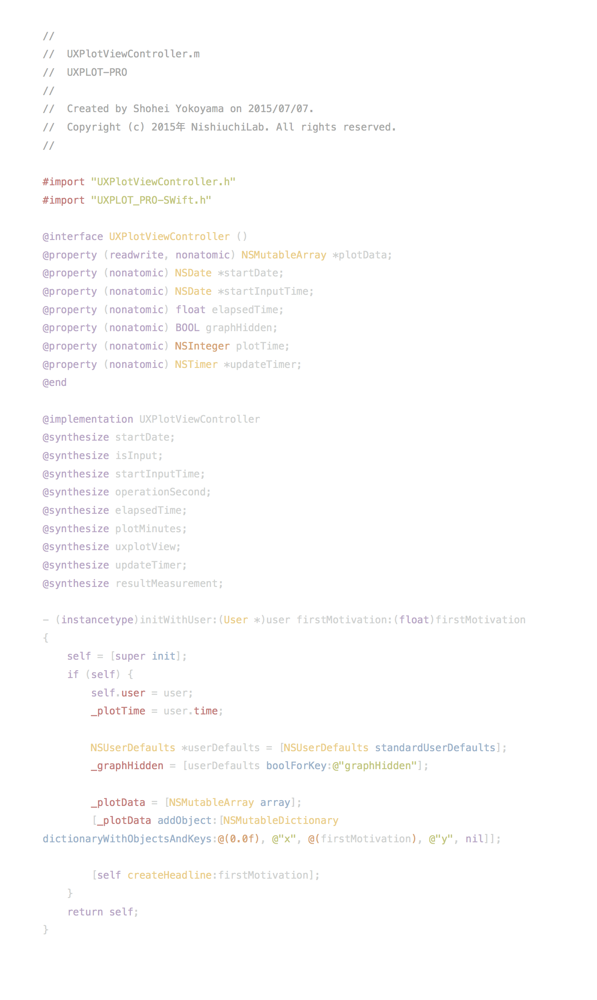 //
//  UXPlotViewController.m
//  UXPLOT-PRO
//
//  Created by Shohei Yokoyama on 2015/07/07.
//  Copyright (c) 2015年 NishiuchiLab. All rights reserved.
//

#import "UXPlotViewController.h"
#import "UXPLOT_PRO-SWift.h"

@interface UXPlotViewController ()
@property (readwrite, nonatomic) NSMutableArray *plotData;
@property (nonatomic) NSDate *startDate;
@property (nonatomic) NSDate *startInputTime;
@property (nonatomic) float elapsedTime;
@property (nonatomic) BOOL graphHidden;
@property (nonatomic) NSInteger plotTime;
@property (nonatomic) NSTimer *updateTimer;
@end

@implementation UXPlotViewController
@synthesize startDate;
@synthesize isInput;
@synthesize startInputTime;
@synthesize operationSecond;
@synthesize elapsedTime;
@synthesize plotMinutes;
@synthesize uxplotView;
@synthesize updateTimer;
@synthesize resultMeasurement;

- (instancetype)initWithUser:(User *)user firstMotivation:(float)firstMotivation
{
    self = [super init];
    if (self) {
        self.user = user;
        _plotTime = user.time;

        NSUserDefaults *userDefaults = [NSUserDefaults standardUserDefaults];
        _graphHidden = [userDefaults boolForKey:@"graphHidden"];

        _plotData = [NSMutableArray array];
        [_plotData addObject:[NSMutableDictionary
dictionaryWithObjectsAndKeys:@(0.0f), @"x", @(firstMotivation), @"y", nil]];

        [self createHeadline:firstMotivation];
    }
    return self;
}